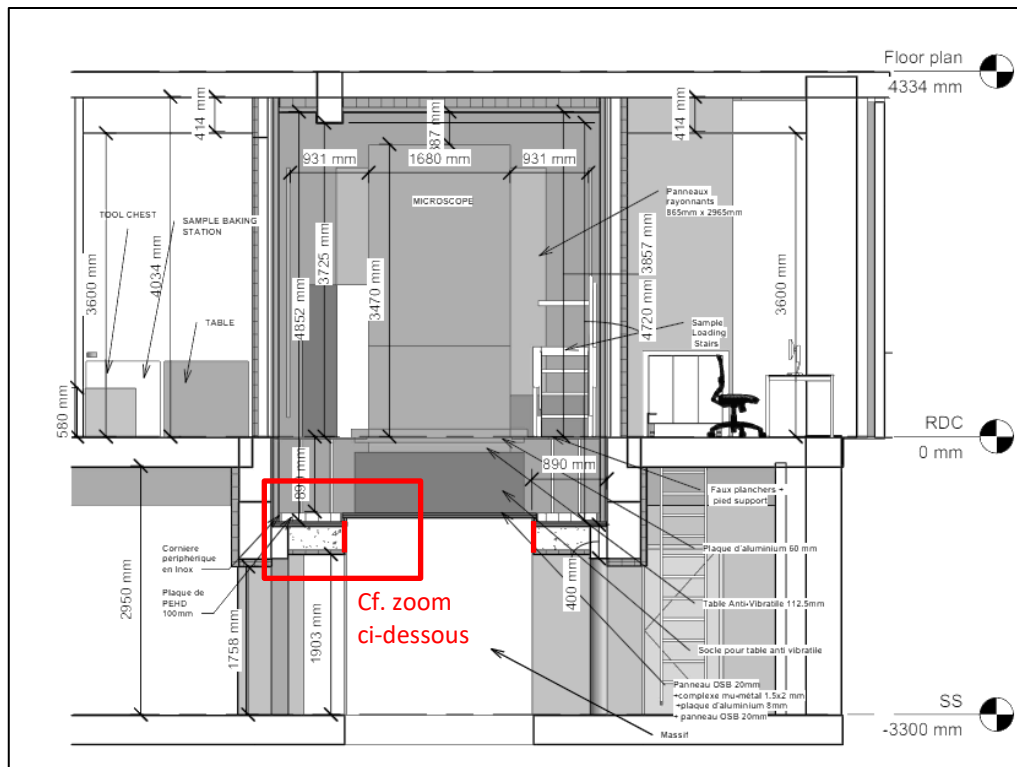 Floor plan
4334 mm
414 mm
887 mm
414 mm
931 mm
1680 mm
931 mm
MICROSCOPE
Panneaux
rayonnants
865mm x 2965mm
TOOL CHEST
SAMPLE BAKING
STATION
TABLE
3600 mm
4034 mm
4852 mm
3725 mm
3470 mm
3857 mm
4720 mm
3600 mm
Sample
Loading
Stairs
580 mm
RDC
0 mm
890 mm
890 mm
Faux planchers +
pied support
Corniere
periphérique
en Inox
Plaque de
PEHD
100mm
Plaque d'aluminium 60 mm
Table Anti-Vibratile 112.5mm
Socle pour table anti vibratile
Panneau OSB 20mm
+complexe mu-métal 1.5x2 mm
+plaque d'aluminium 8mm
+ panneau OSB 20mm
Massif
2950 mm
1758 mm
1903 mm
400 mm
Cf. zoom
ci-dessous
SS
-3300 mm